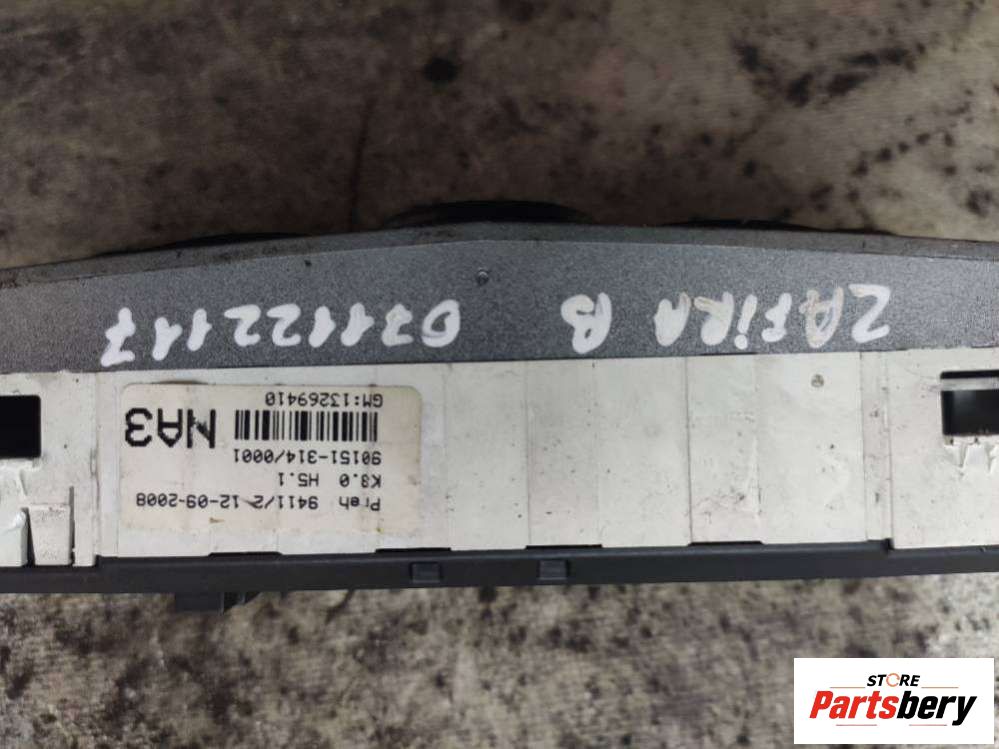 ZAFIRA B 071122117
Preh 9411/2 12-09-2008
K3.0 H5.1
90151-314/0001
NA3
GM:13269410
STORE
Partsbery